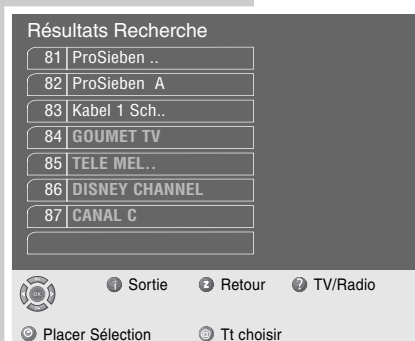 Résultats Recherche
81 ProSieben ..
82 ProSieben A
83 Kabel 1 Sch..
84 GOUMET TV
85 TELE MEL..
86 DISNEY CHANNEL
87 CANAL C
OK i Sortie z Retour ? TV/Radio
Placer Sélection @ Tt choisir